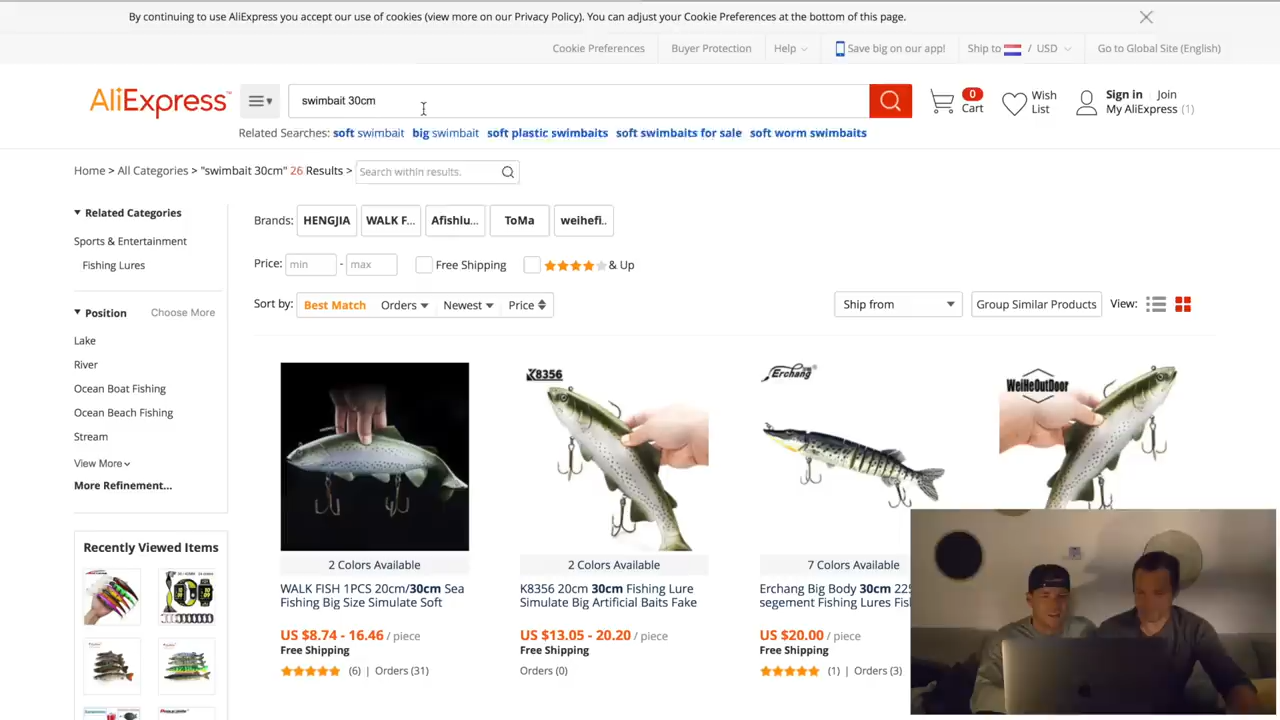 By continuing to use AliExpress you accept our use of cookies (view more on our Privacy Policy). You can adjust your Cookie Preferences at the bottom of this page.
Cookie Preferences
Buyer Protection
Help
Save big on our app!
Ship to / USD
Go to Global Site (English)
AliExpress
swimbait 30cm
0
Cart
Wish
List
Sign in Join
My AliExpress (1)
Related Searches: soft swimbait big swimbait soft plastic swimbaits soft swimbaits for sale soft worm swimbaits
Home > All Categories > "swimbait 30cm" 26 Results >
Search within results.
Related Categories
Sports & Entertainment
Fishing Lures
Position
Choose More
Lake
River
Ocean Boat Fishing
Ocean Beach Fishing
Stream
View More
More Refinement...
Recently Viewed Items
Brands: HENGJIA WALK F... Afishlu... ToMa weihefi..
Price: min - max Free Shipping & Up
Sort by: Best Match Orders Newest Price
Ship from
Group Similar Products
View:
2 Colors Available
WALK FISH 1PCS 20cm/30cm Sea
Fishing Big Size Simulate Soft
US $8.74 - 16.46 / piece
Free Shipping
(6) | Orders (31)
K8356
2 Colors Available
K8356 20cm 30cm Fishing Lure
Simulate Big Artificial Baits Fake
US $13.05 - 20.20 / piece
Free Shipping
Orders (0)
Erchang
7 Colors Available
Erchang Big Body 30cm 225
segement Fishing Lures Fis
US $20.00 / piece
Free Shipping
(1) | Orders (3)
WeiHeOutDoor